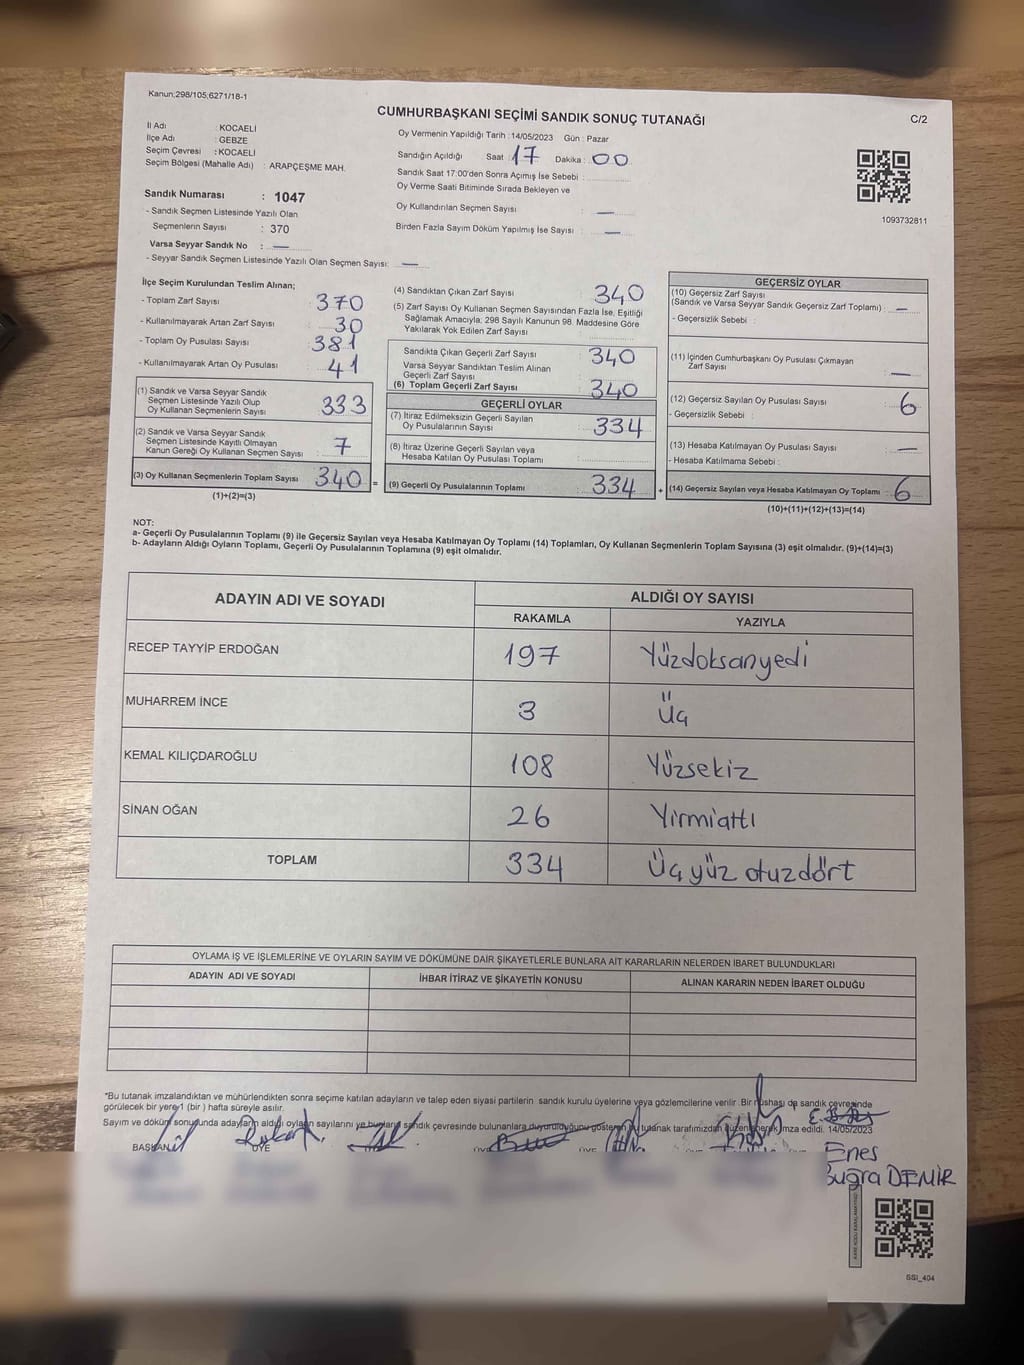 Kanun;298/105;6271/18-1
CUMHURBAŞKANI SEÇİMİ SANDIK SONUÇ TUTANAĞI
C/2
İl Adı : KOCAELİ
İlçe Adı : GEBZE
Seçim Çevresi : KOCAELİ
Seçim Bölgesi (Mahalle Adı) : ARAPÇEŞME MAH.
Sandık Numarası : 1047
- Sandık Seçmen Listesinde Yazılı Olan
Seçmenlerin Sayısı : 370
Varsa Seyyar Sandık No : —
- Seyyar Sandık Seçmen Listesinde Yazılı Olan Seçmen Sayısı: —
Oy Vermenin Yapıldığı Tarih : 14/05/2023 Gün : Pazar
Sandığın Açıldığı Saat : 17 Dakika : 00
Sandık Saat 17:00'den Sonra Açımış İse Sebebi :
Oy Verme Saati Bitiminde Sırada Bekleyen ve
Oy Kullandırılan Seçmen Sayısı : —
Birden Fazla Sayım Döküm Yapılmış İse Sayısı : —
1093732811
İlçe Seçim Kurulundan Teslim Alınan;
- Toplam Zarf Sayısı 370
- Kullanılmayarak Artan Zarf Sayısı : 30
- Toplam Oy Pusulası Sayısı : 381
- Kullanılmayarak Artan Oy Pusulası : 41
(1) Sandık ve Varsa Seyyar Sandık
Seçmen Listesinde Yazılı Olup
Oy Kullanan Seçmenlerin Sayısı : 333
(2) Sandık ve Varsa Seyyar Sandık
Seçmen Listesinde Kayıtlı Olmayan
Kanun Gereği Oy Kullanan Seçmen Sayısı : 7
(3) Oy Kullanan Seçmenlerin Toplam Sayısı : 340 =
(1)+(2)=(3)
(4) Sandıktan Çıkan Zarf Sayısı : 340
(5) Zarf Sayısı Oy Kullanan Seçmen Sayısından Fazla İse, Eşitliği
Sağlamak Amacıyla, 298 Sayılı Kanunun 98. Maddesine Göre
Yakılarak Yok Edilen Zarf Sayısı :
Sandıkta Çıkan Geçerli Zarf Sayısı : 340
Varsa Seyyar Sandıktan Teslim Alınan
Geçerli Zarf Sayısı
(6) Toplam Geçerli Zarf Sayısı : 340
GEÇERLİ OYLAR
(7) İtiraz Edilmeksizin Geçerli Sayılan
Oy Pusulalarının Sayısı : 334
(8) İtiraz Üzerine Geçerli Sayılan veya
Hesaba Katılan Oy Pusulası Toplamı :
(9) Geçerli Oy Pusulalarının Toplamı : 334 +
GEÇERSİZ OYLAR
(10) Geçersiz Zarf Sayısı
(Sandık ve Varsa Seyyar Sandık Geçersiz Zarf Toplamı) : —
- Geçersizlik Sebebi :
(11) İçinden Cumhurbaşkanı Oy Pusulası Çıkmayan
Zarf Sayısı : —
(12) Geçersiz Sayılan Oy Pusulası Sayısı : 6
- Geçersizlik Sebebi :
(13) Hesaba Katılmayan Oy Pusulası Sayısı : —
- Hesaba Katılmama Sebebi :
(14) Geçersiz Sayılan veya Hesaba Katılmayan Oy Toplamı : 6
(10)+(11)+(12)+(13)=(14)
NOT:
a- Geçerli Oy Pusulalarının Toplamı (9) ile Geçersiz Sayılan veya Hesaba Katılmayan Oy Toplamı (14) Toplamları, Oy Kullanan Seçmenlerin Toplam Sayısına (3) eşit olmalıdır. (9)+(14)=(3)
b- Adayların Aldığı Oyların Toplamı, Geçerli Oy Pusulalarının Toplamına (9) eşit olmalıdır.
ADAYIN ADI VE SOYADI ALDIĞI OY SAYISI
RAKAMLA YAZIYLA
RECEP TAYYİP ERDOĞAN 197 Yüzdoksanyedi
MUHARREM İNCE 3 Üç
KEMAL KILIÇDAROĞLU 108 Yüzsekiz
SİNAN OĞAN 26 Yirmialtı
TOPLAM 334 Üçyüz otuzdört
OYLAMA İŞ VE İŞLEMLERİNE VE OYLARIN SAYIM VE DÖKÜMÜNE DAİR ŞİKAYETLERLE BUNLARA AİT KARARLARIN NELERDEN İBARET BULUNDUKLARI
ADAYIN ADI VE SOYADI İHBAR İTİRAZ VE ŞİKAYETİN KONUSU ALINAN KARARIN NEDEN İBARET OLDUĞU
*Bu tutanak imzalandıktan ve mühürlendikten sonra seçime katılan adayların ve talep eden siyasi partilerin sandık kurulu üyelerine veya gözlemcilerine verilir. Bir nüshası da sandık çevresinde
görülecek bir yere 1 (bir) hafta süreyle asılır.
Sayım ve döküm sonunda adayların aldığı oyların sayılarını ve bunların sandık çevresinde bulunanlara duyurulduğunu gösteren bu tutanak tarafımızdan düzenlenerek imza edildi. 14/05/2023
BAŞKAN ÜYE ÜYE
Enes
Buğra DEMİR
SSI_404